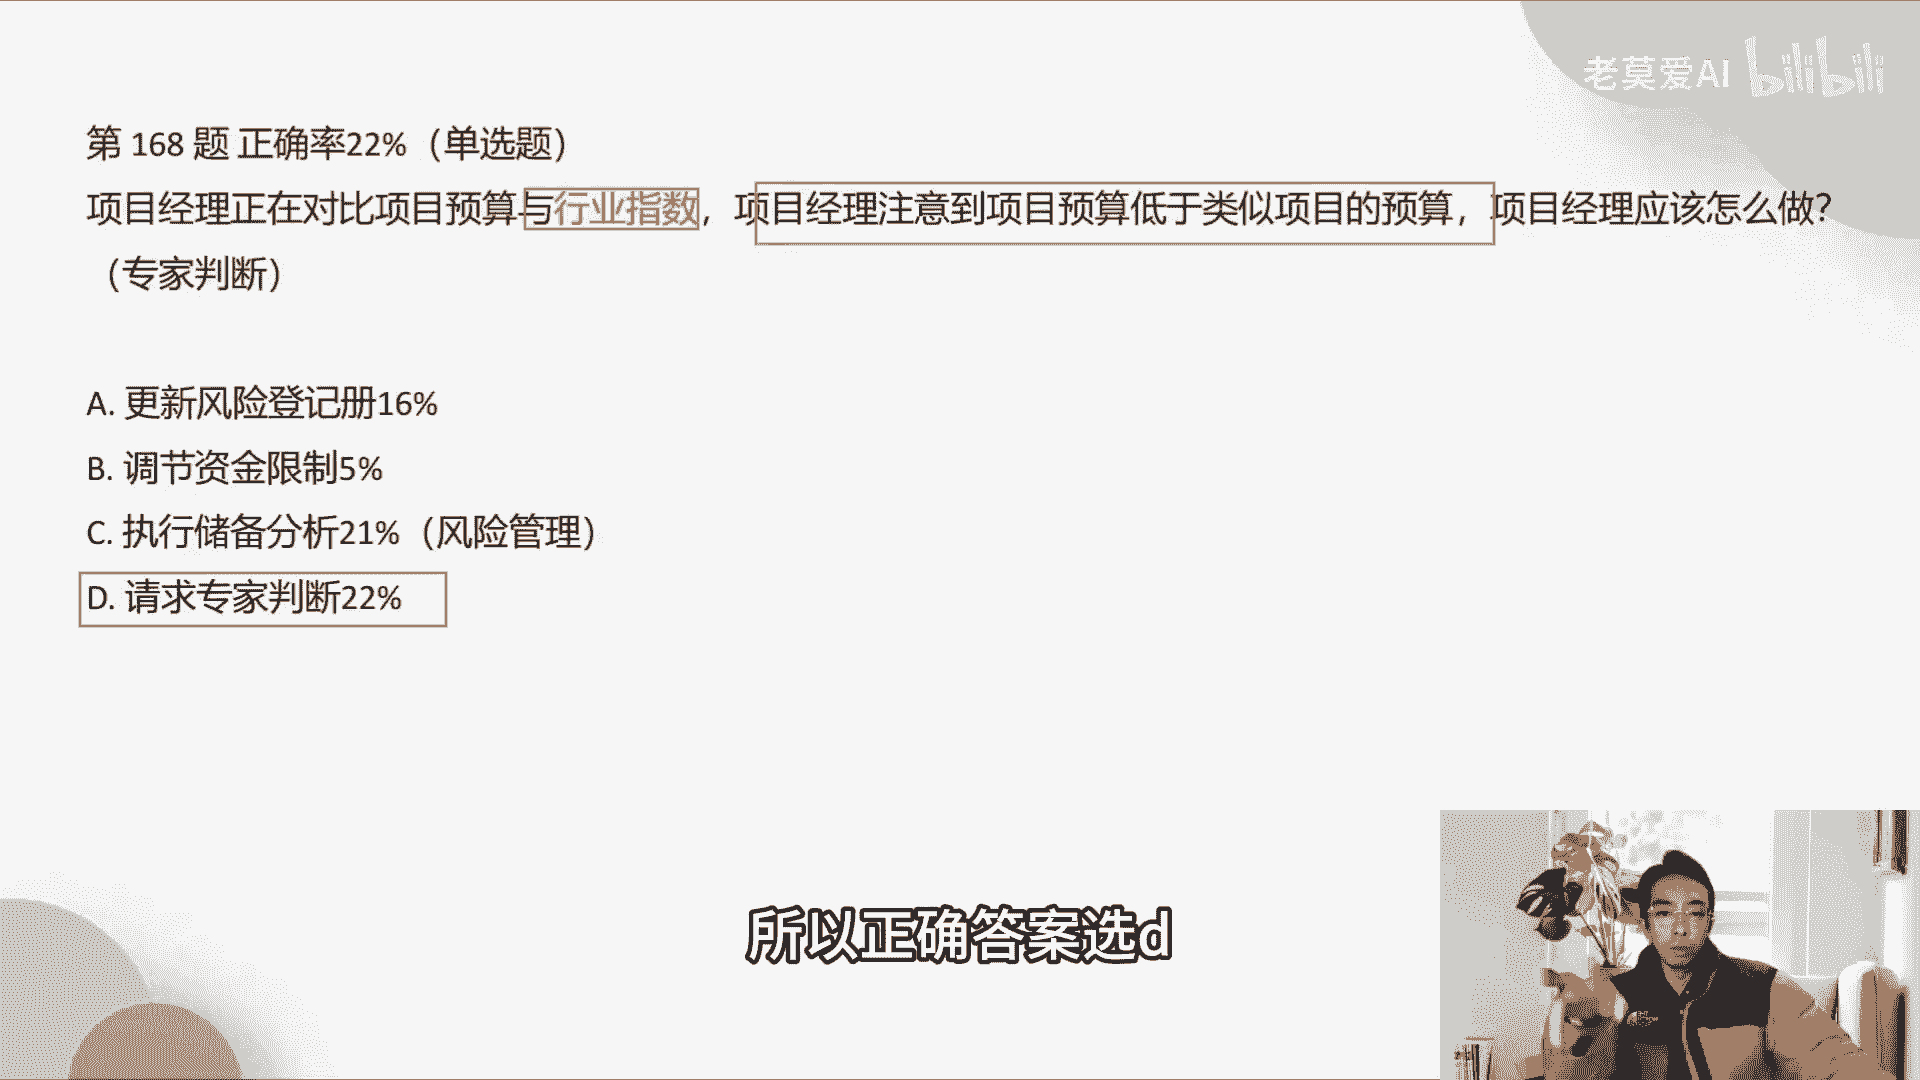 老莫爱AI bilibili
第 168 题 正确率22%（单选题）
项目经理正在对比项目预算与行业指数，项目经理注意到项目预算低于类似项目的预算，项目经理应该怎么做？
（专家判断）
A. 更新风险登记册16%
B. 调节资金限制5%
C. 执行储备分析21%（风险管理）
D. 请求专家判断22%
所以正确答案选d